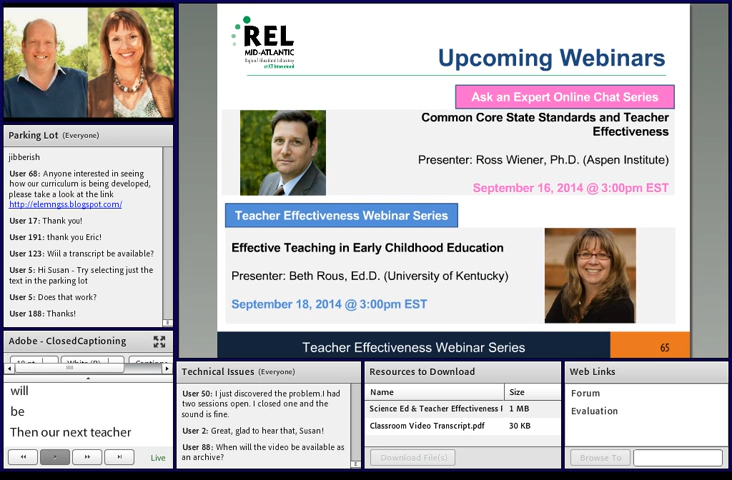 REL
MID-ATLANTIC
Regional Educational Laboratory
Upcoming Webinars
Ask an Expert Online Chat Series
Common Core State Standards and Teacher
Effectiveness
Presenter: Ross Wiener, Ph.D. (Aspen Institute)
September 16, 2014 @ 3:00pm EST
Teacher Effectiveness Webinar Series
Effective Teaching in Early Childhood Education
Presenter: Beth Rous, Ed.D. (University of Kentucky)
September 18, 2014 @ 3:00pm EST
Teacher Effectiveness Webinar Series
65
Parking Lot (Everyone)
jibberish
User 68: Anyone interested in seeing
how our curriculum is being developed,
please take a look at the link
http://elemngss.blogspot.com/
User 17: Thank you!
User 191: thank you Eric!
User 123: Wiil a transcript be available?
User 5: Hi Susan - Try selecting just the
text in the parking lot
User 5: Does that work?
User 188: Thanks!
Adobe - ClosedCaptioning
will
be
Then our next teacher
Live
Technical Issues (Everyone)
User 50: I just discovered the problem.I had
two sessions open. I closed one and the
sound is fine.
User 2: Great, glad to hear that, Susan!
User 88: When will the video be available as
an archive?
Resources to Download
Name Size
Science Ed & Teacher Effectiveness 1 MB
Classroom Video Transcript.pdf 30 KB
Download File(s)
Web Links
Forum
Evaluation
Browse To